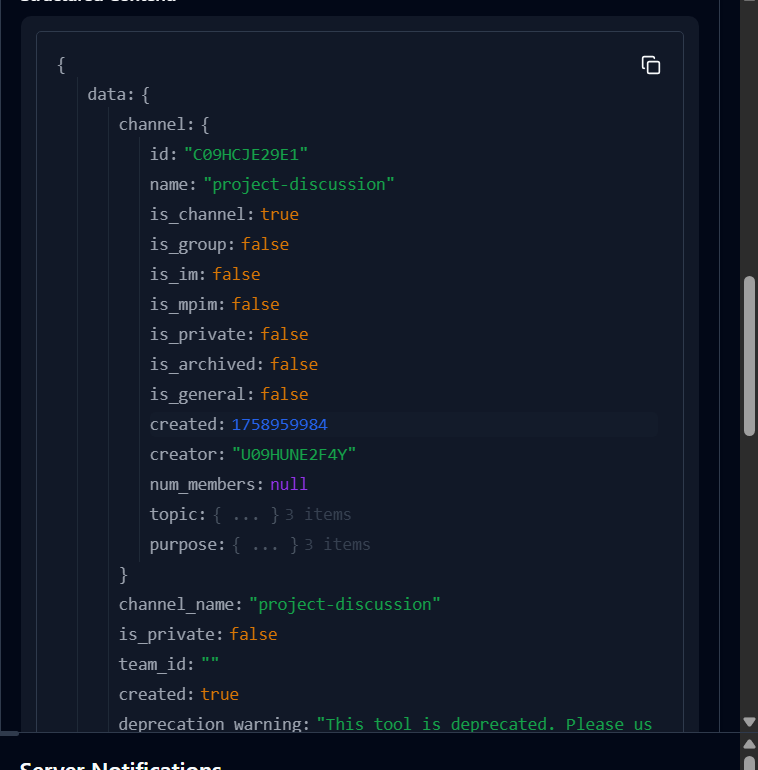 {
data: {
channel: {
id: "C09HCJE29E1"
name: "project-discussion"
is_channel: true
is_group: false
is_im: false
is_mpim: false
is_private: false
is_archived: false
is_general: false
created: 1758959984
creator: "U09HUNE2F4Y"
num_members: null
topic: { ... } 3 items
purpose: { ... } 3 items
}
channel_name: "project-discussion"
is_private: false
team_id: ""
created: true
deprecation_warning: "This tool is deprecated. Please us
Server Notifications